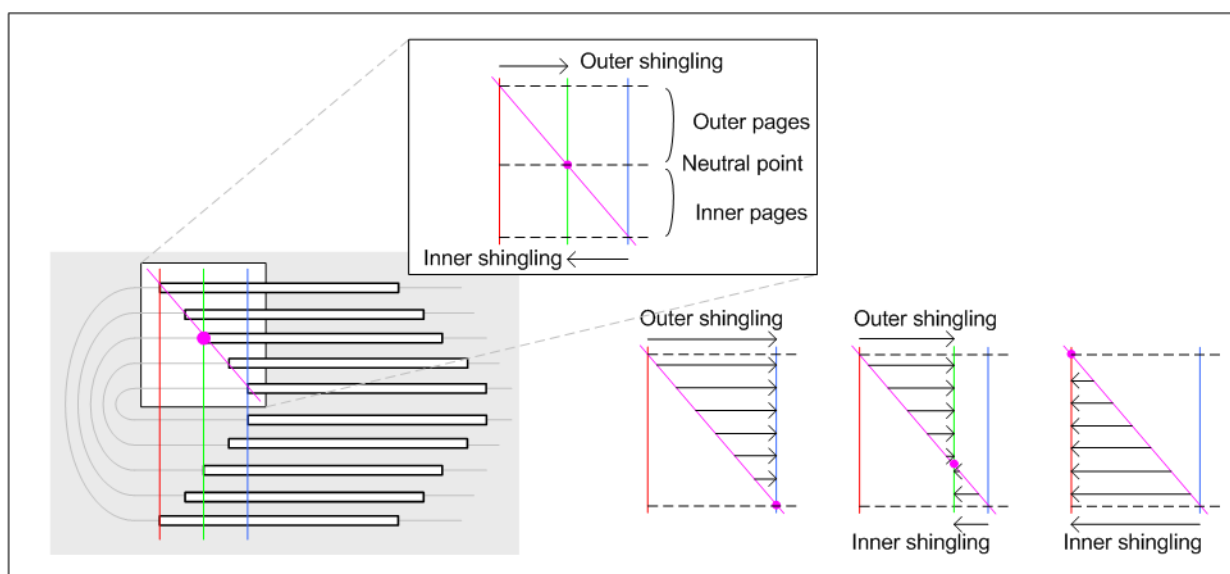 Outer shingling
Outer pages
Neutral point
Inner pages
Inner shingling
Outer shingling
Outer shingling
Inner shingling
Inner shingling